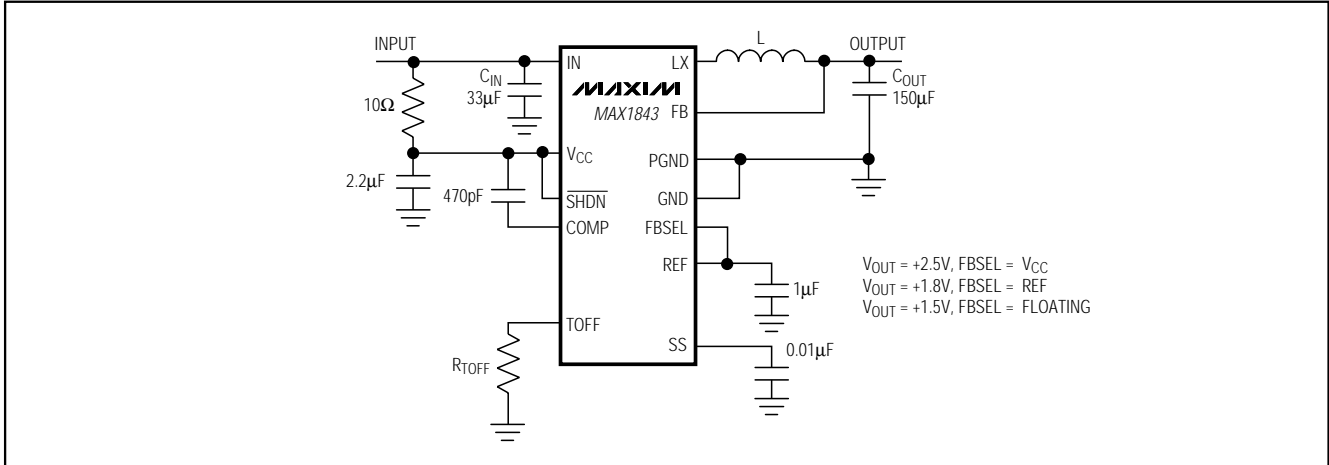 INPUT
L
OUTPUT
IN
LX
C_IN
33µF
C_OUT
150µF
MAXIM
10Ω
MAX1843
FB
V_CC
PGND
2.2µF
470pF
SHDN
GND
COMP
FBSEL
REF
V_OUT = +2.5V, FBSEL = V_CC
1µF
V_OUT = +1.8V, FBSEL = REF
V_OUT = +1.5V, FBSEL = FLOATING
TOFF
SS
0.01µF
R_TOFF